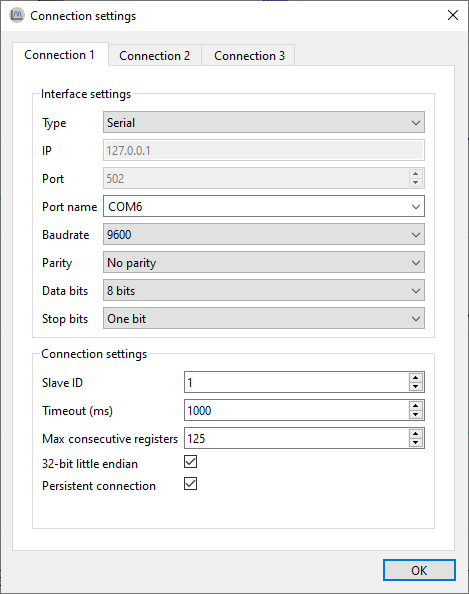 Connection settings
Connection 1 Connection 2 Connection 3
Interface settings
Type Serial
IP 127.0.0.1
Port 502
Port name COM6
Baudrate 9600
Parity No parity
Data bits 8 bits
Stop bits One bit
Connection settings
Slave ID 1
Timeout (ms) 1000
Max consecutive registers 125
32-bit little endian
Persistent connection
OK